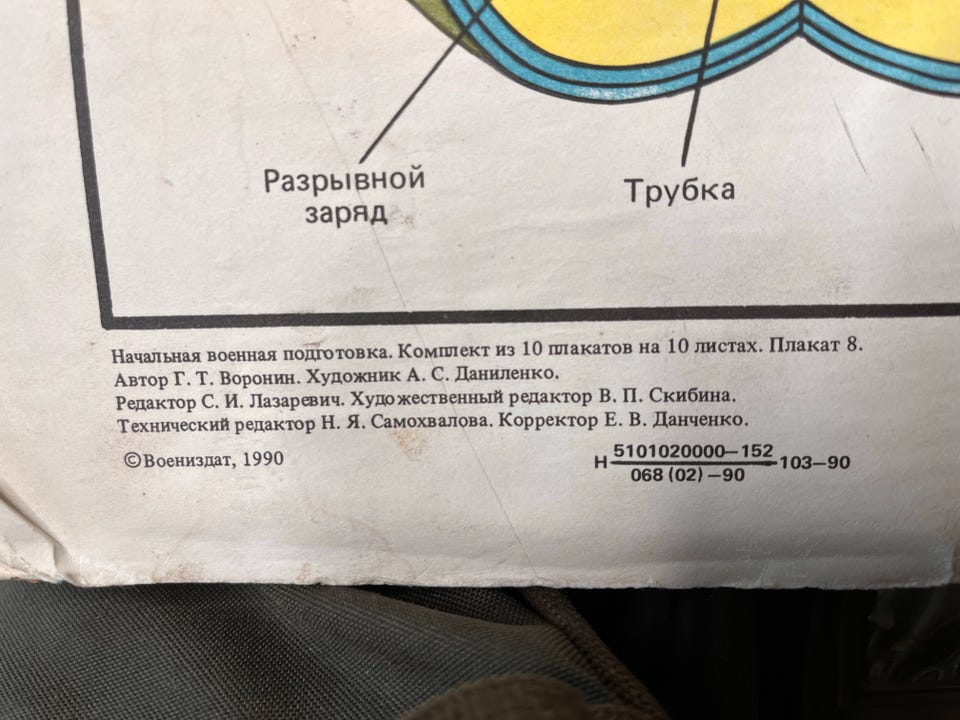 Разрывной
заряд
Трубка
Начальная военная подготовка. Комплект из 10 плакатов на 10 листах. Плакат 8.
Автор Г. Т. Воронин. Художник А. С. Даниленко.
Редактор С. И. Лазаревич. Художественный редактор В. П. Скибина.
Технический редактор Н. Я. Самохвалова. Корректор Е. В. Данченко.
©Воениздат, 1990
Н 5101020000–152 103–90
068 (02) –90